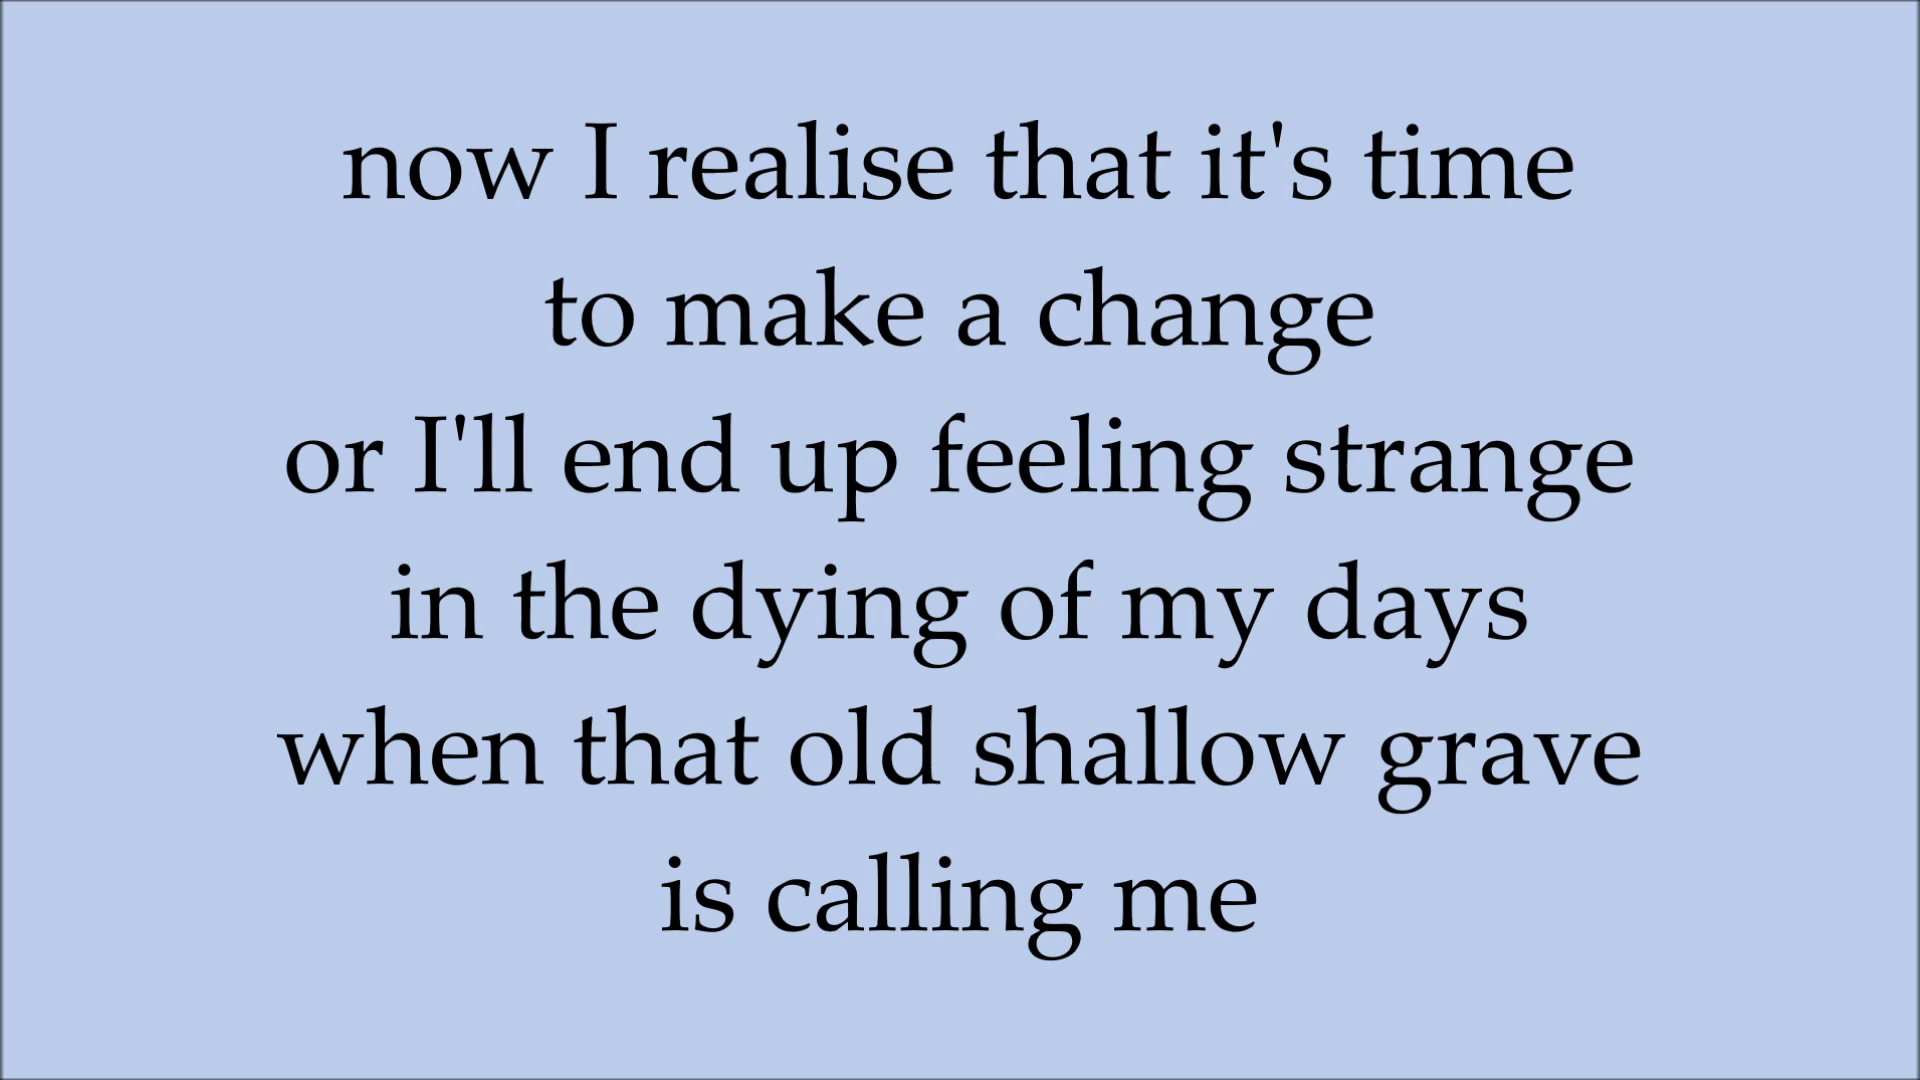 now I realise that it's time
to make a change
or I'll end up feeling strange
in the dying of my days
when that old shallow grave
is calling me